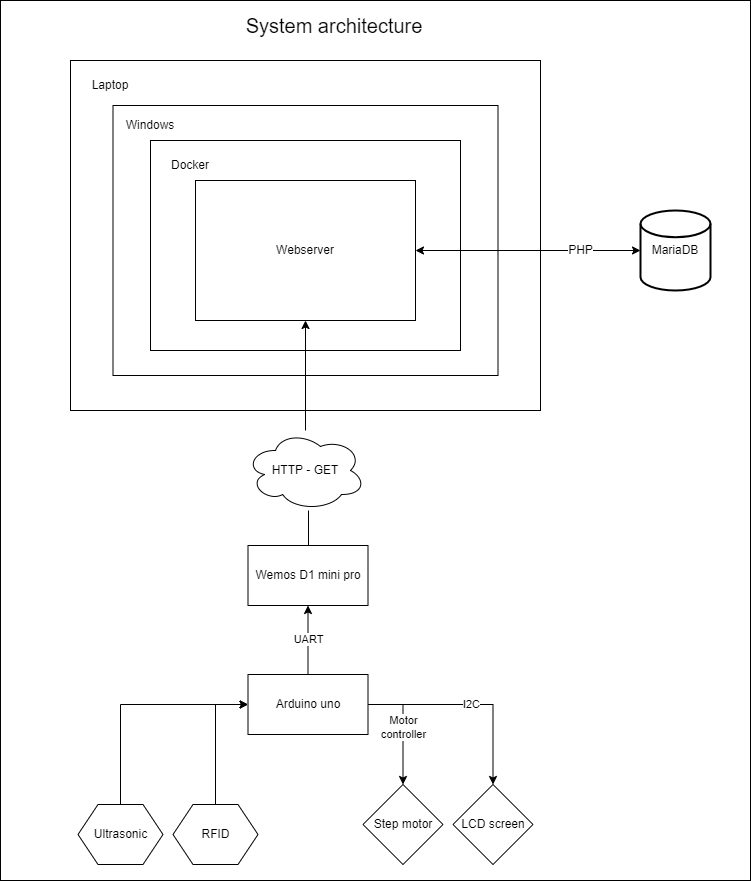 System architecture
Laptop
Windows
Docker
Webserver
PHP
MariaDB
HTTP - GET
Wemos D1 mini pro
UART
Arduino uno
I2C
Motor
controller
Ultrasonic
RFID
Step motor
LCD screen